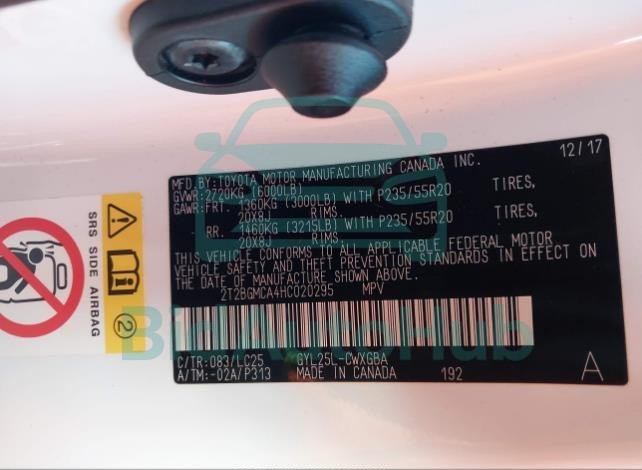 12/17
MFD.BY:TOYOTA MOTOR MANUFACTURING CANADA INC.
GVWR:2720KG (6000LB)
GAWR:FRT. 1360KG (3000LB) WITH P235/55R20 TIRES,
20X8J RIMS.
RR. 1460KG (3215LB) WITH P235/55R20 TIRES,
20X8J RIMS.
THIS VEHICLE CONFORMS TO ALL APPLICABLE FEDERAL MOTOR
VEHICLE SAFETY AND THEFT PREVENTION STANDARDS IN EFFECT ON
THE DATE OF MANUFACTURE SHOWN ABOVE.
2T2BGMCA4HC020295 MPV
C/TR:083/LC25 GYL25L-CWXGBA
A/TM:-02A/P313 192 A
SRS SIDE AIRBAG
2
BidAutoHub